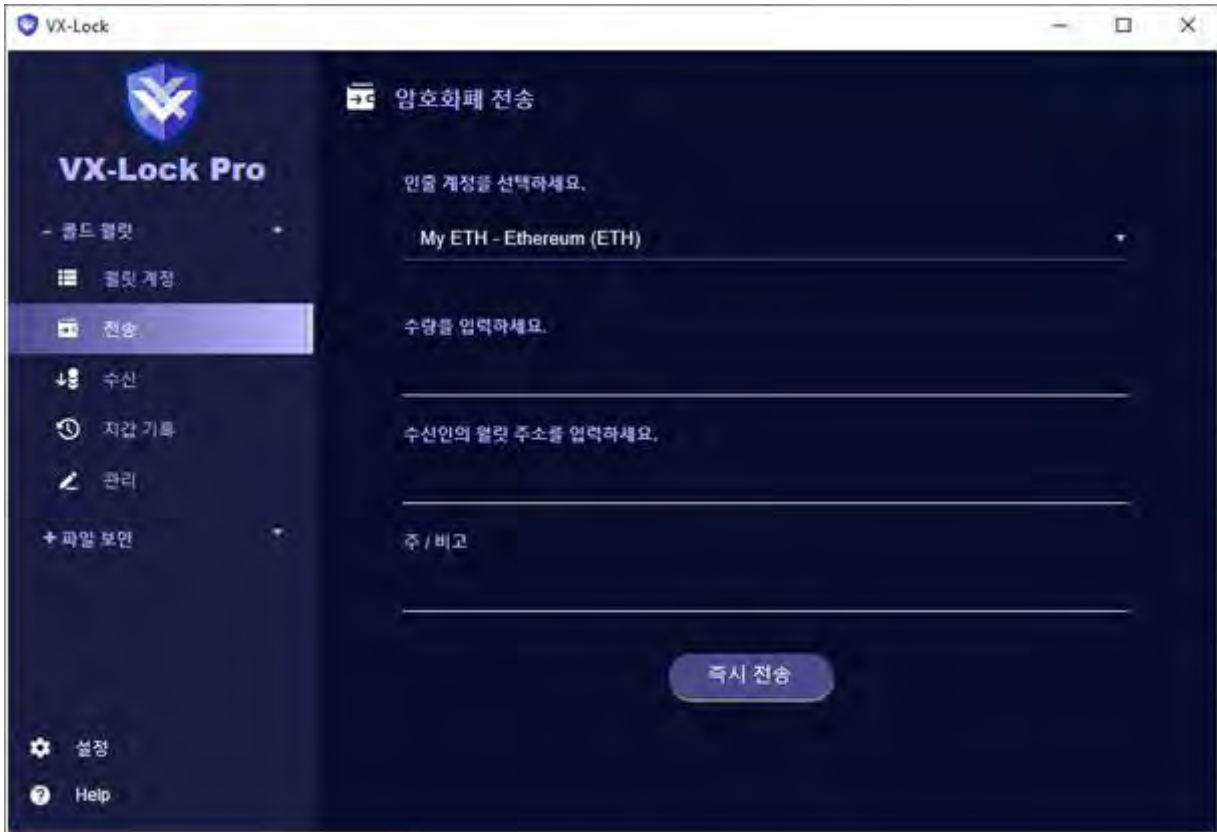 VX-Lock
VX-Lock Pro
- 콜드 월릿
월릿 계정
전송
수신
지갑 기록
관리
+ 파일 보안
설정
Help
암호화폐 전송
인출 계정을 선택하세요.
My ETH - Ethereum (ETH)
수량을 입력하세요.
수신인의 월릿 주소를 입력하세요.
주 / 비고
즉시 전송